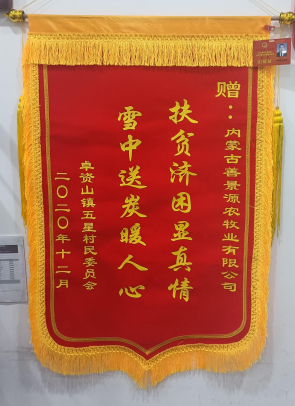 赠：内蒙古善景源农牧业有限公司
扶贫济困显真情
雪中送炭暖人心
卓资山镇五星村民委员会
二〇二〇年十二月